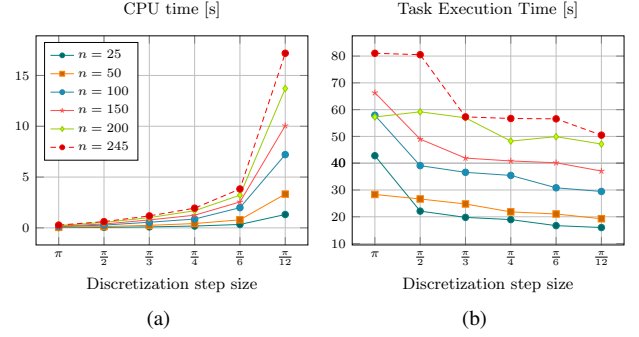 CPU time [s]
15
10
5
0
n = 25
n = 50
n = 100
n = 150
n = 200
n = 245
π π/2 π/3 π/4 π/6 π/12
Discretization step size
(a)
Task Execution Time [s]
80
70
60
50
40
30
20
10
π π/2 π/3 π/4 π/6 π/12
Discretization step size
(b)